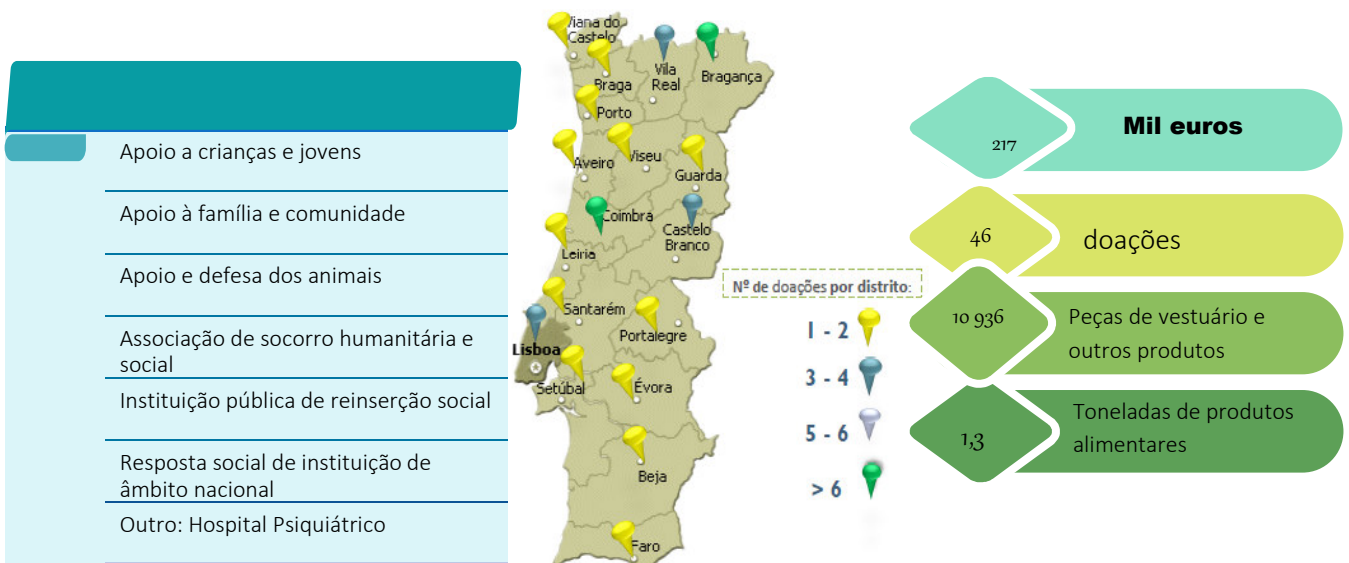 Apoio a crianças e jovens
Apoio à família e comunidade
Apoio e defesa dos animais
Associação de socorro humanitária e
social
Instituição pública de reinserção social
Resposta social de instituição de
âmbito nacional
Outro: Hospital Psiquiátrico
Viana do
Castelo
Braga
Vila
Real
Bragança
Porto
Aveiro
Viseu
Guarda
Coimbra
Castelo
Branco
Leiria
Santarém
Portalegre
Lisboa
Setúbal
Évora
Beja
Faro
Nº de doações por distrito:
1 - 2
3 - 4
5 - 6
> 6
217
Mil euros
46
doações
10 936
Peças de vestuário e
outros produtos
1,3
Toneladas de produtos
alimentares